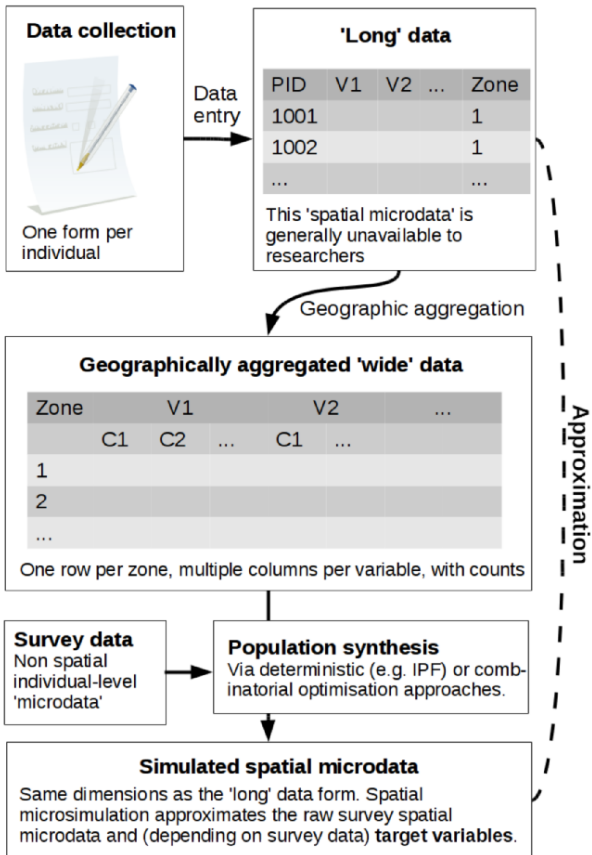 Data collection
One form per
individual
Data
entry
'Long' data
PID V1 V2 ... Zone
1001 1
1002 1
... ...
This 'spatial microdata' is
generally unavailable to
researchers
Geographic aggregation
Geographically aggregated 'wide' data
Zone V1 V2 ...
C1 C2 ... C1 ...
1
2
...
One row per zone, multiple columns per variable, with counts
Approximation
Survey data
Non spatial
individual-level
'microdata'
Population synthesis
Via deterministic (e.g. IPF) or comb-
inatorial optimisation approaches.
Simulated spatial microdata
Same dimensions as the 'long' data form. Spatial
microsimulation approximates the raw survey spatial
microdata and (depending on survey data) target variables.